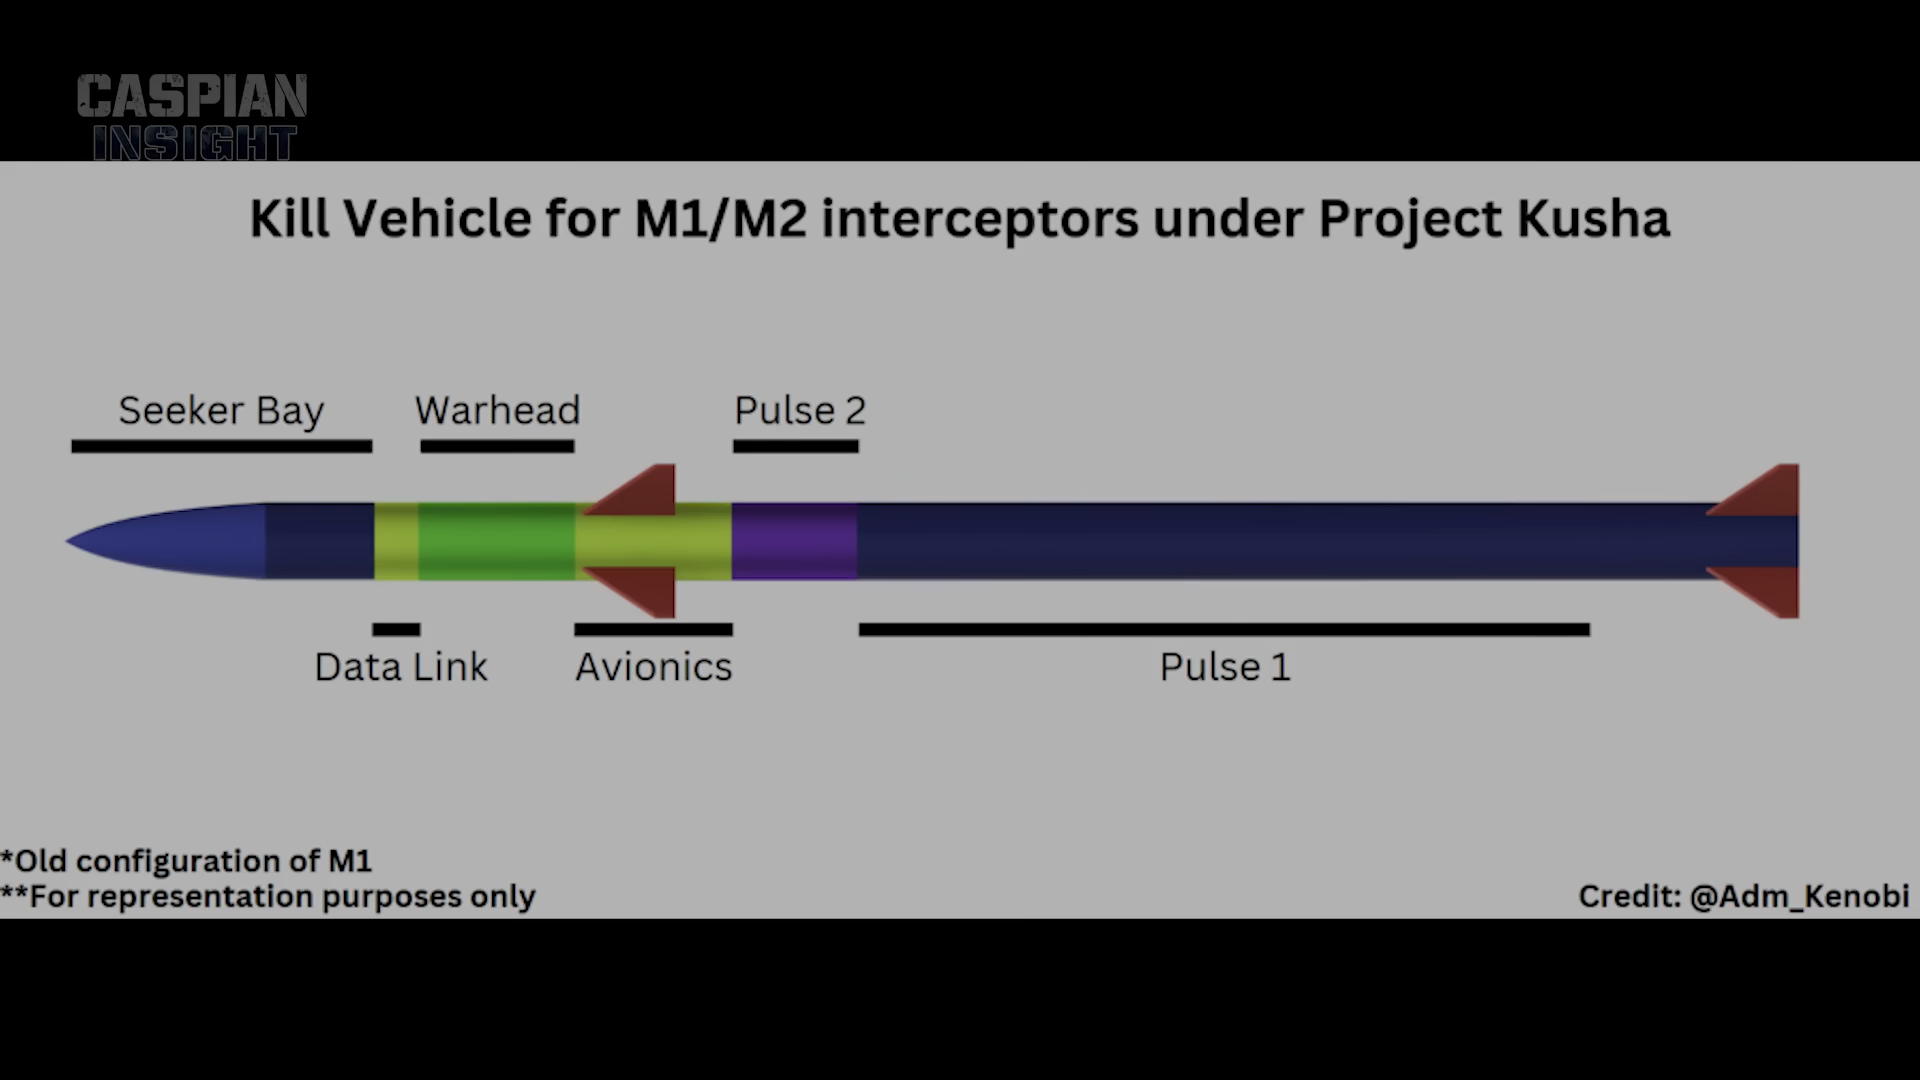 CASPIAN
INSIGHT
Kill Vehicle for M1/M2 interceptors under Project Kusha
Seeker Bay
Warhead
Pulse 2
Data Link
Avionics
Pulse 1
*Old configuration of M1
**For representation purposes only
Credit: @Adm_Kenobi